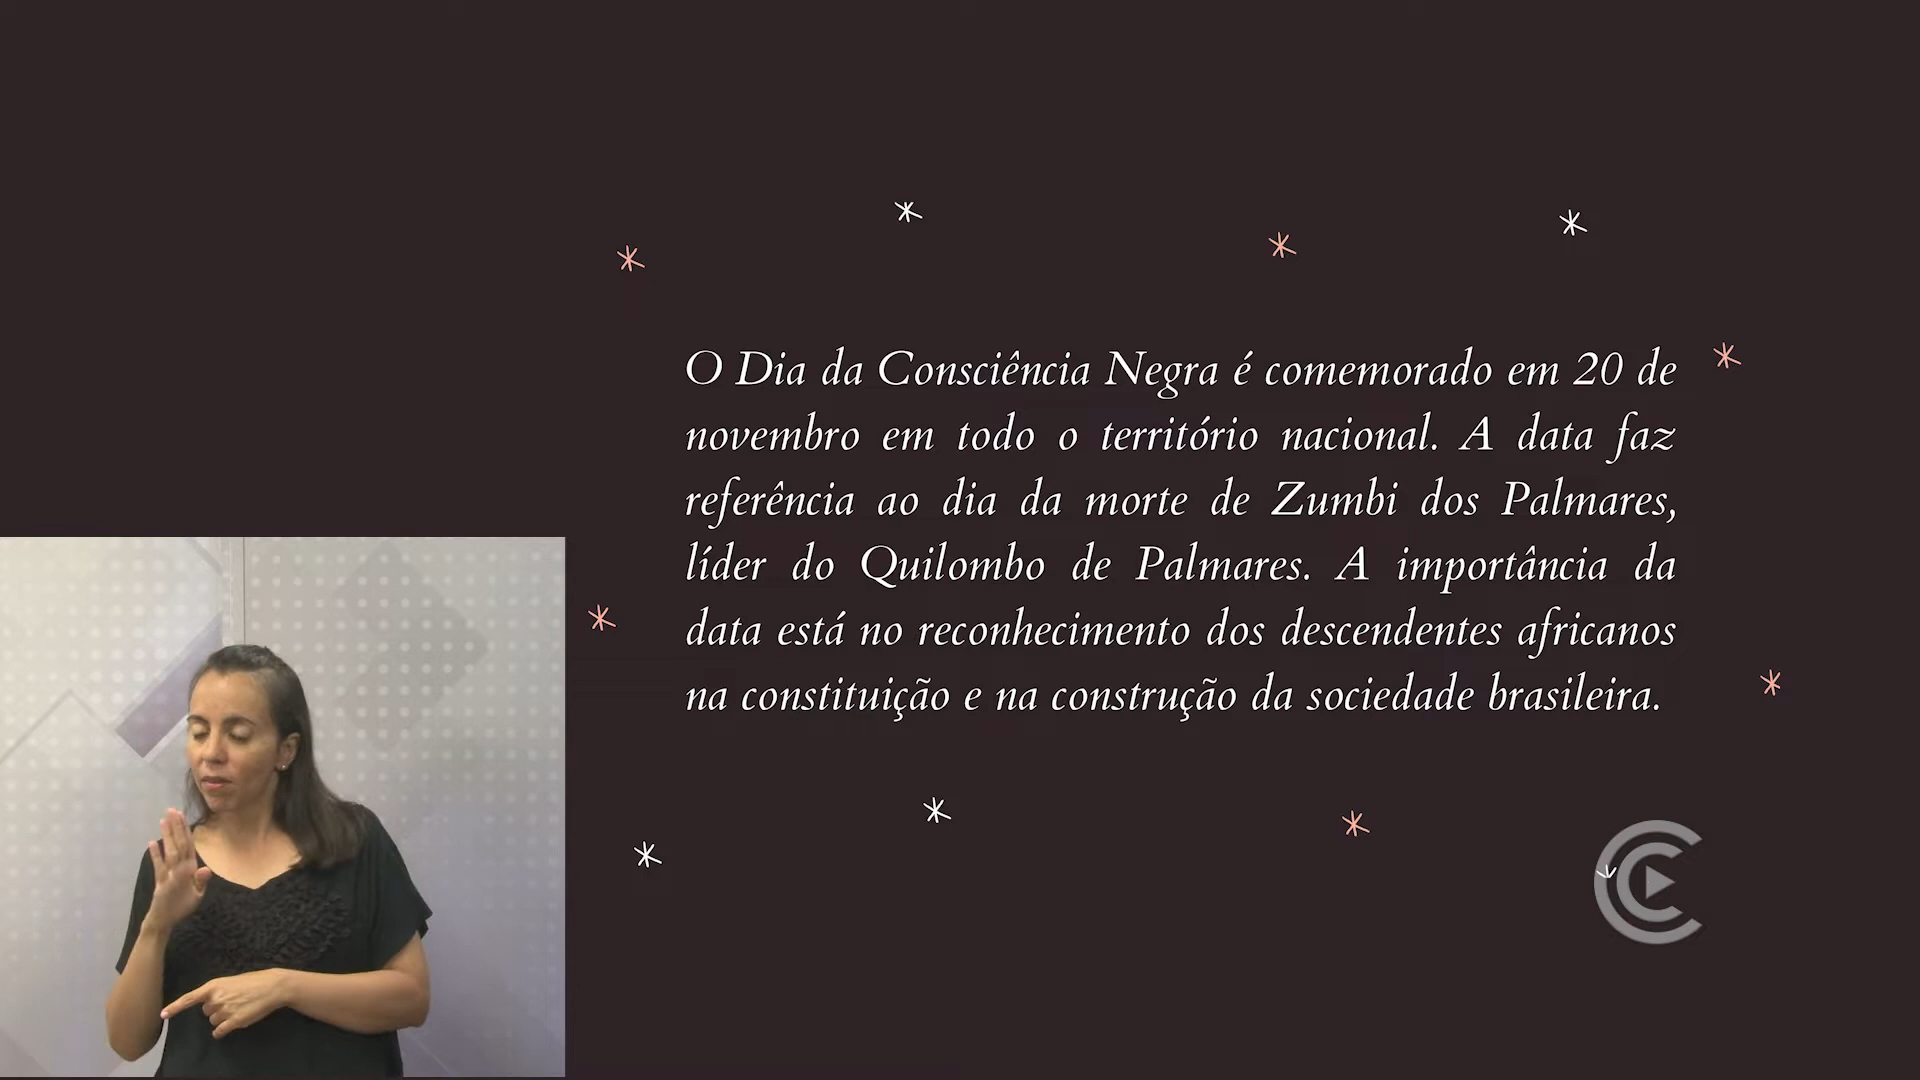 O Dia da Consciência Negra é comemorado em 20 de
novembro em todo o território nacional. A data faz
referência ao dia da morte de Zumbi dos Palmares,
líder do Quilombo de Palmares. A importância da
data está no reconhecimento dos descendentes africanos
na constituição e na construção da sociedade brasileira.